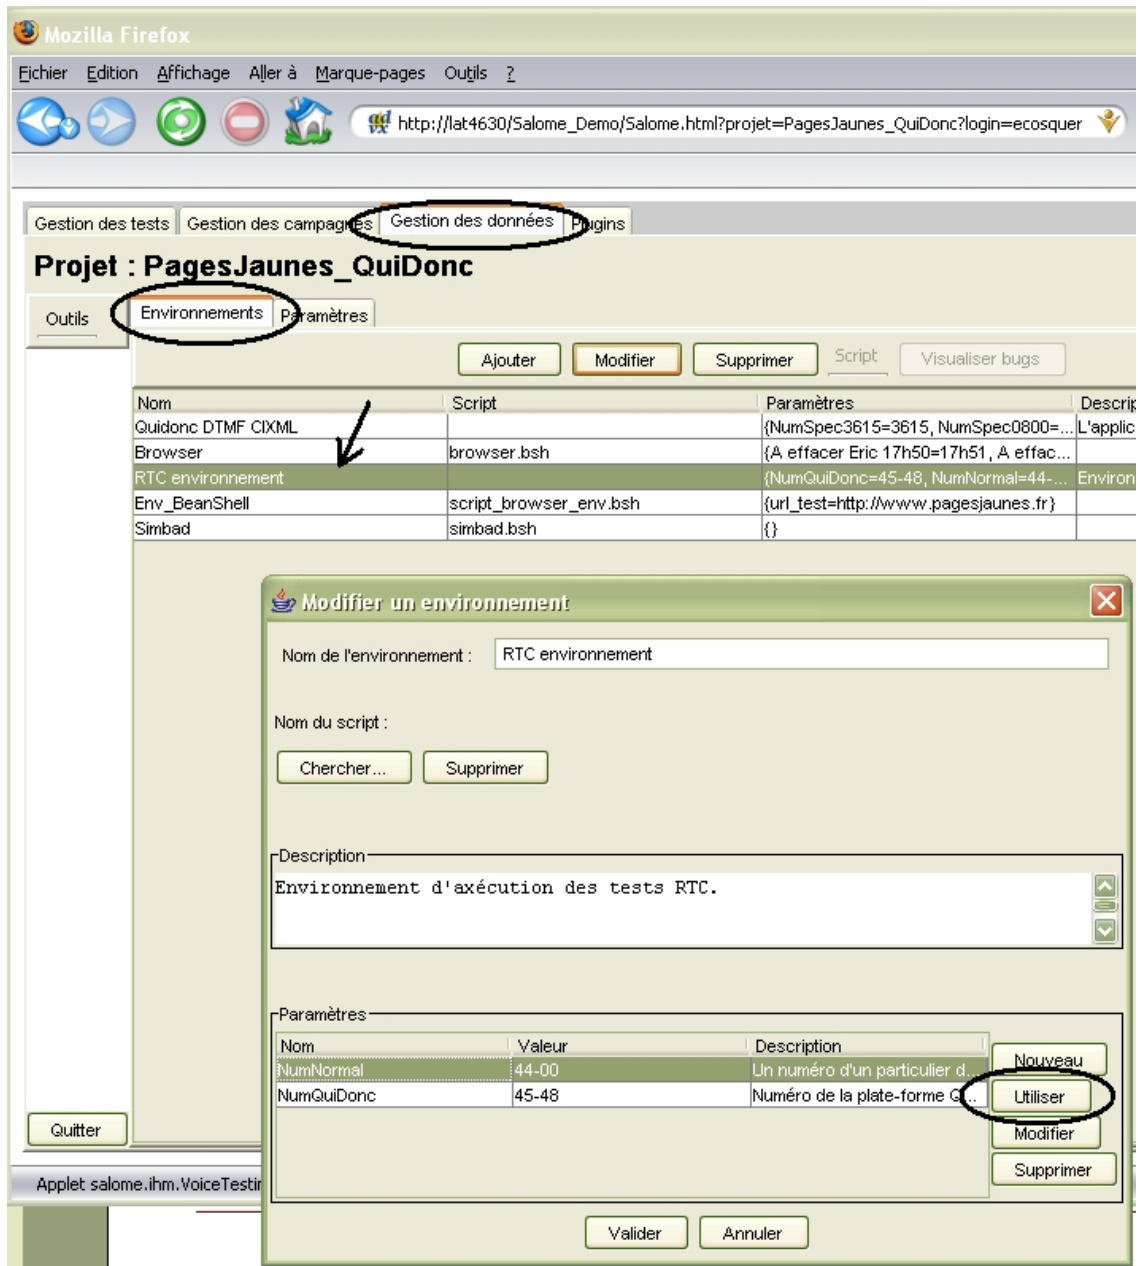 Mozilla Firefox
Fichier Edition Affichage Aller à Marque-pages Outils ?
http://lat4630/Salome_Demo/Salome.html?projet=PagesJaunes_QuiDonc?login=ecosquer
Gestion des tests Gestion des campagnes Gestion des données Plugins
Projet : PagesJaunes_QuiDonc
Outils Environnements Paramètres
Ajouter Modifier Supprimer Script Visualiser bugs
Nom Script Paramètres Descrip
Quidonc DTMF CIXML {NumSpec3615=3615, NumSpec0800=... L'applic
Browser browser.bsh {A effacer Eric 17h50=17h51, A effac...
RTC environnement {NumQuiDonc=45-48, NumNormal=44-... Environ
Env_BeanShell script_browser_env.bsh {url_test=http://www.pagesjaunes.fr}
Simbad simbad.bsh {}
Modifier un environnement
Nom de l'environnement : RTC environnement
Nom du script :
Chercher... Supprimer
Description
Environnement d'axécution des tests RTC.
Paramètres
Nom Valeur Description
Nouveau
NumNormal 44-00 Un numéro d'un particulier d...
NumQuiDonc 45-48 Numéro de la plate-forme Q... Utiliser
Modifier
Supprimer
Quitter
Applet salome.ihm.VoiceTestin
Valider Annuler